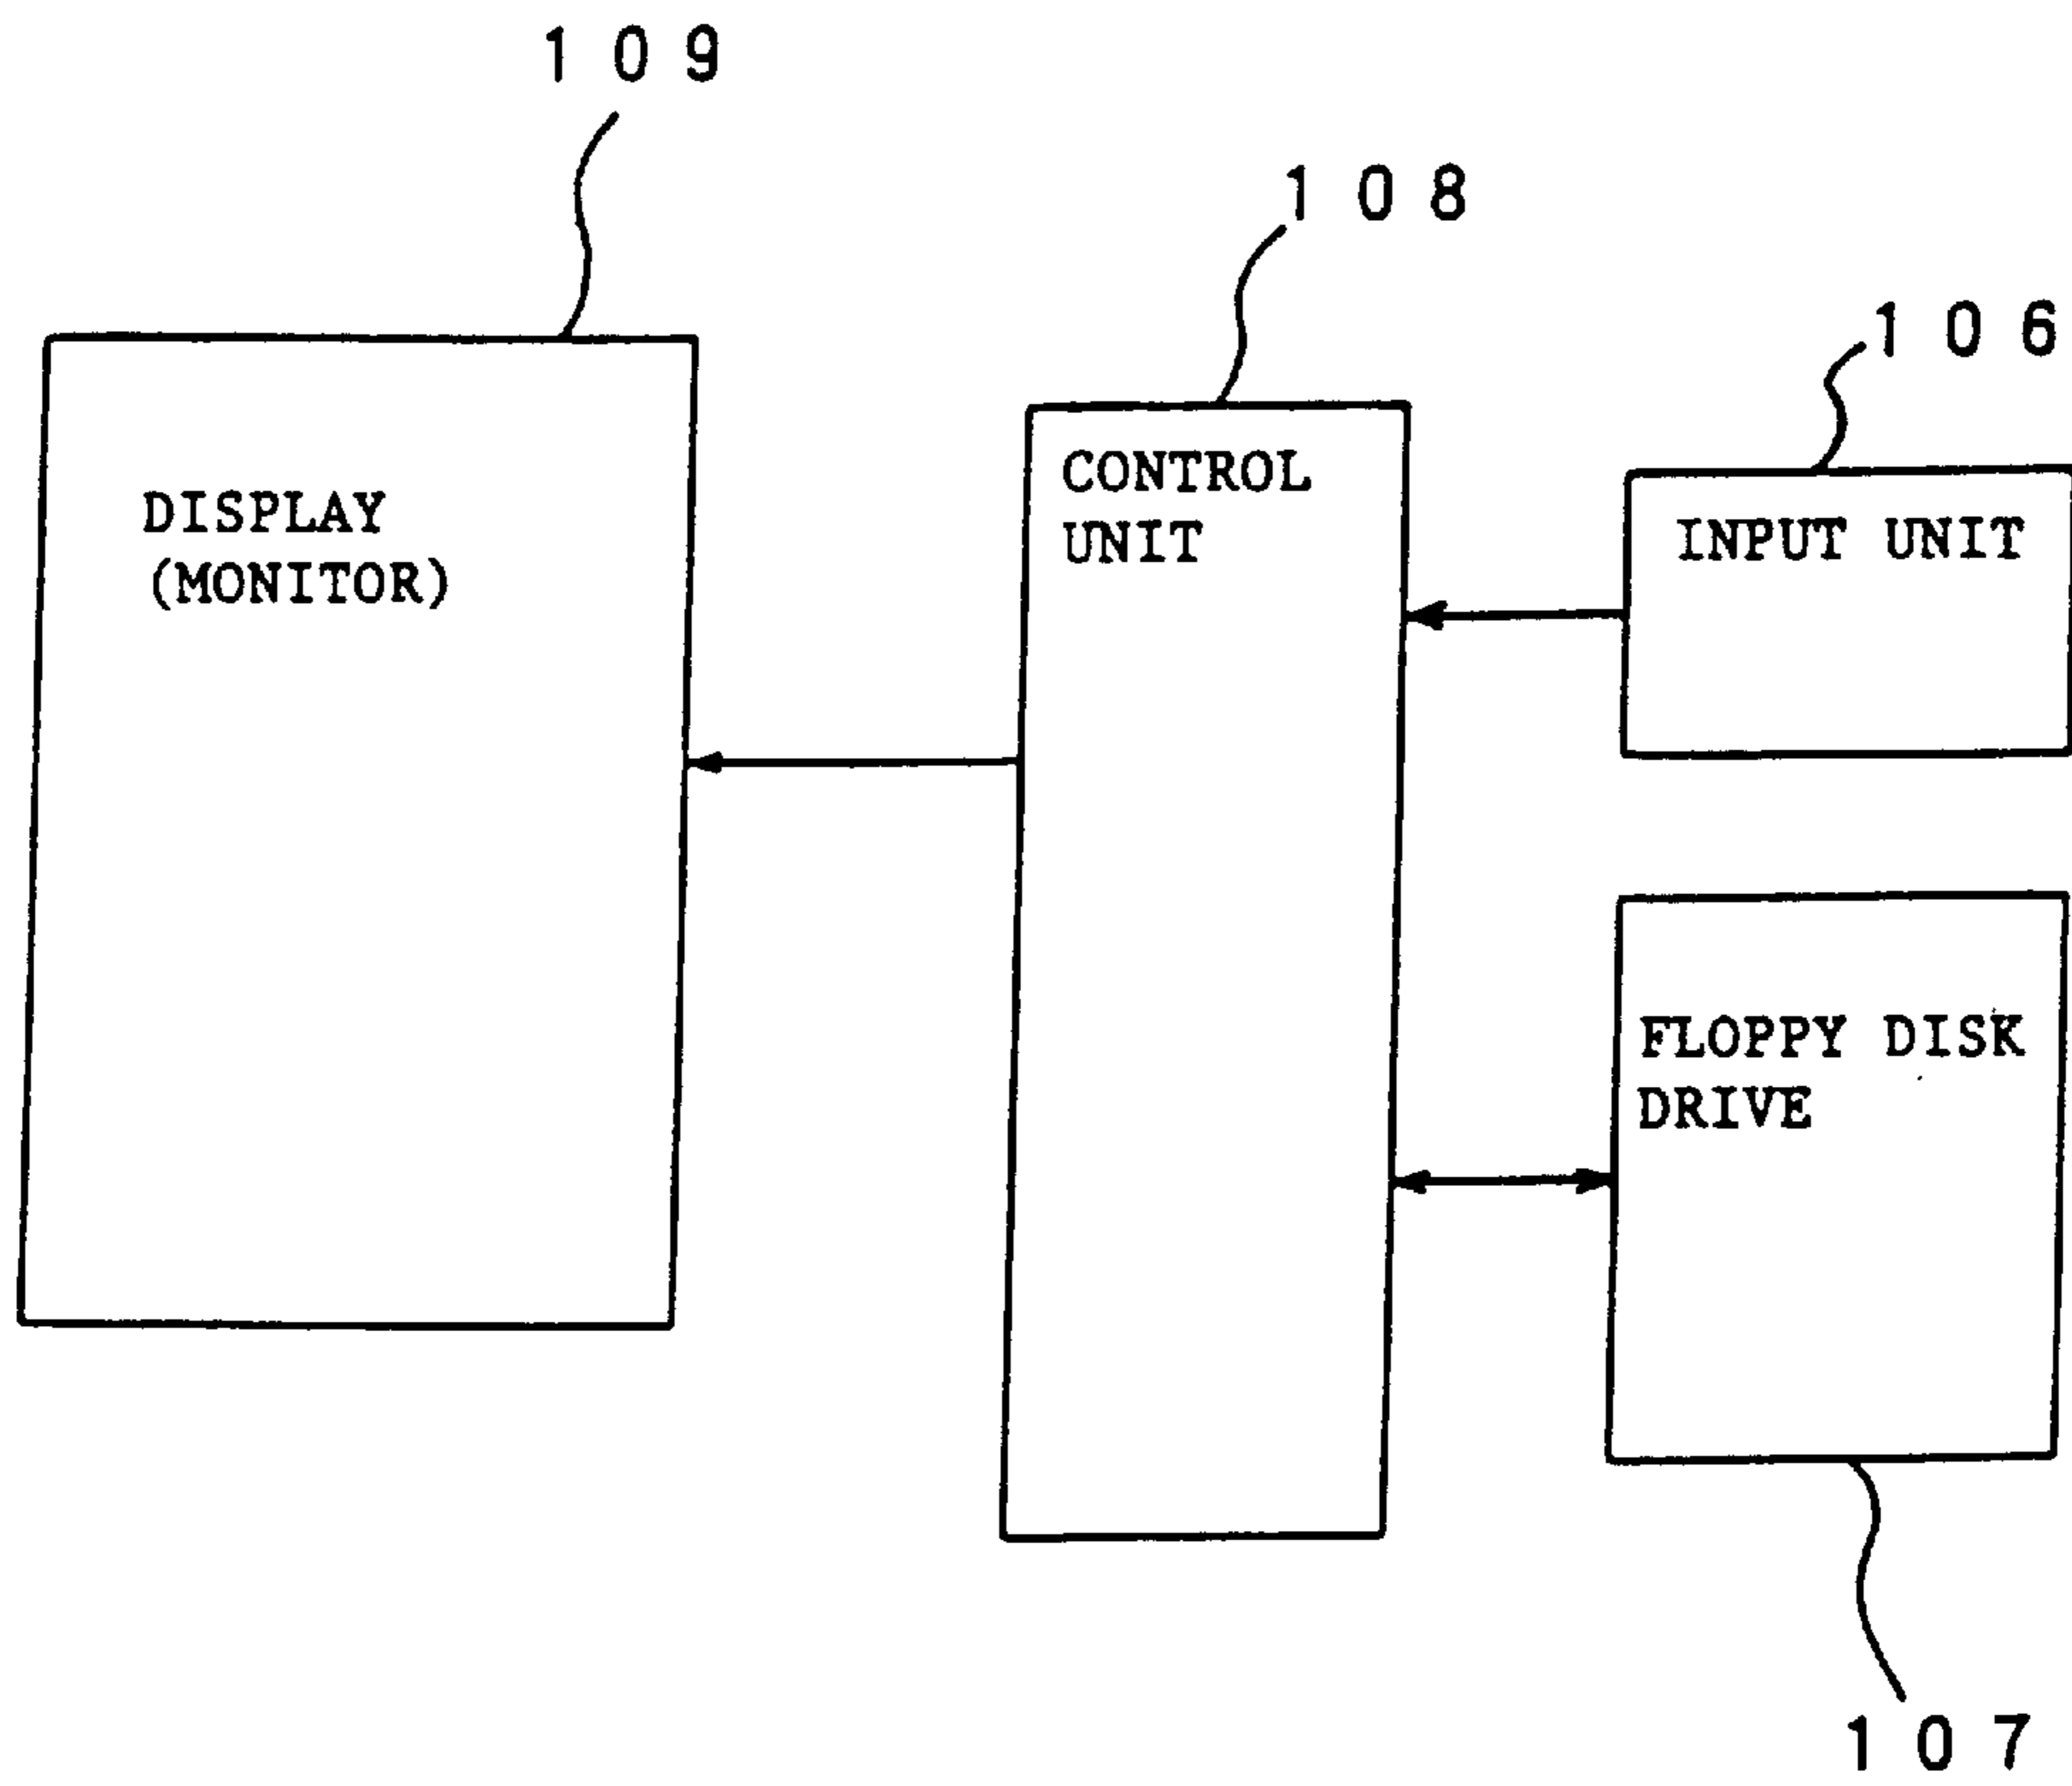 109
108
106
DISPLAY
(MONITOR)
CONTROL
UNIT
INPUT UNIT
FLOPPY DISK
DRIVE
107